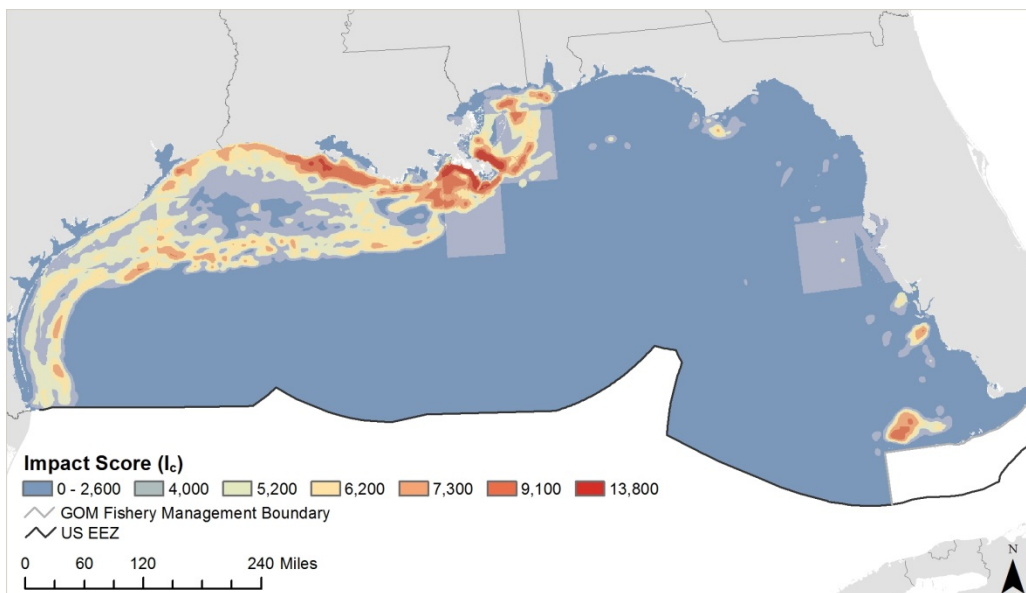 Impact Score (Ic)
0 - 2,600 4,000 5,200 6,200 7,300 9,100 13,800
GOM Fishery Management Boundary
US EEZ
0 60 120 240 Miles
N